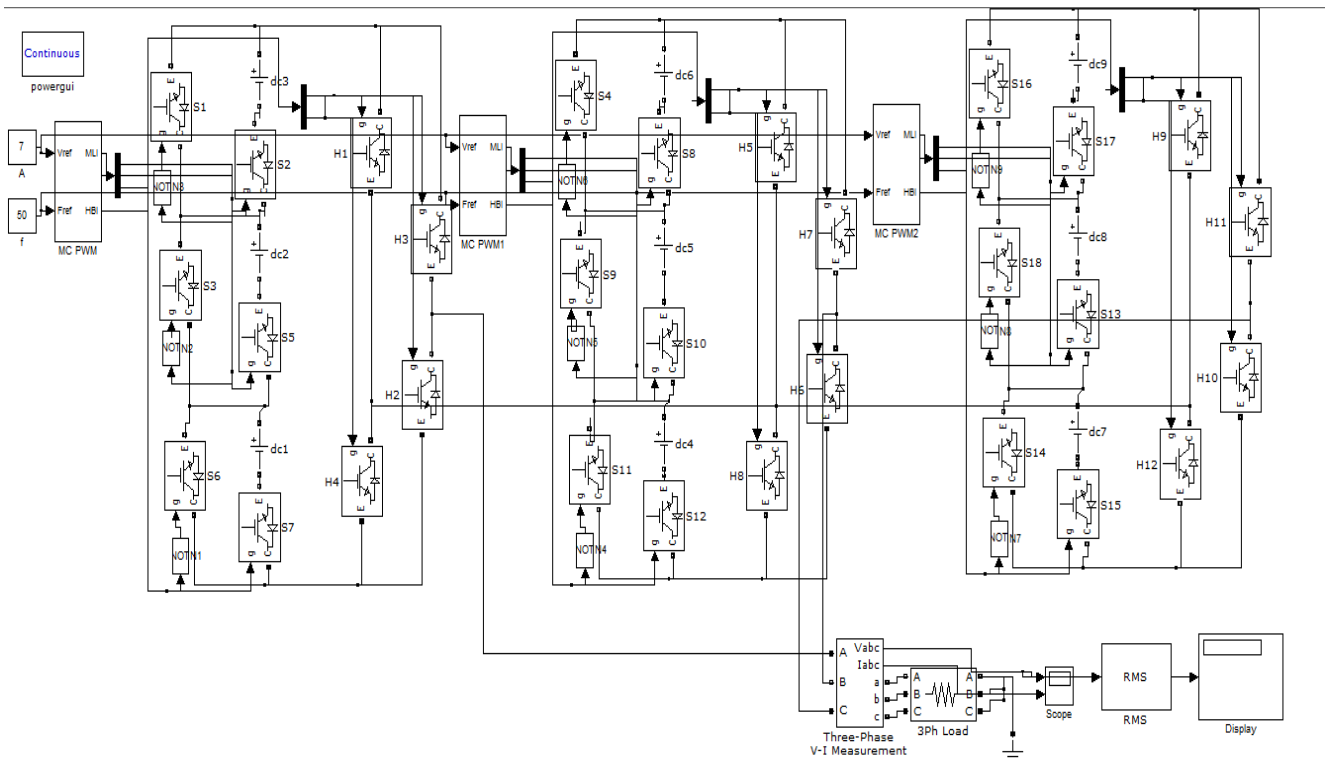 Continuous
powergui
7
A
50
f
Vref
MLI
Fref
HBI
MC PWM
E
g
C
S1
dc3
S2
NOT
N3
S3
dc2
S5
NOT
N2
S6
dc1
S7
NOT
N1
H1
H3
H2
H4
Vref
MLI
Fref
HBI
MC PWM1
S4
dc6
S8
NOT
N6
S9
dc5
S10
NOT
N5
S11
dc4
S12
NOT
N4
H5
H7
H6
H8
Vref
MLI
Fref
HBI
MC PWM2
S16
dc9
S17
NOT
N9
S18
dc8
S13
NOT
N8
S14
dc7
S15
NOT
N7
H9
H11
H10
H12
A
B
C
Vabc
Iabc
a
b
c
Three-Phase
V-I Measurement
A
B
C
A
B
C
3Ph Load
Scope
RMS
RMS
Display